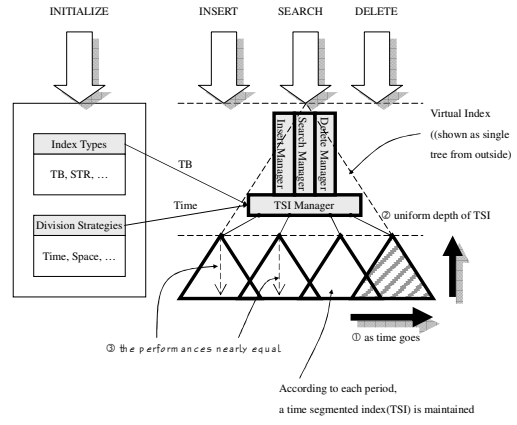 INITIALIZE
INSERT
SEARCH
DELETE
Index Types
TB, STR, …
Division Strategies
Time, Space, …
TB
Time
Insert Manager
Search Manager
Delete Manager
TSI Manager
Virtual Index
((shown as single
tree from outside)
② uniform depth of TSI
① as time goes
③ the performances nearly equal
According to each period,
a time segmented index(TSI) is maintained